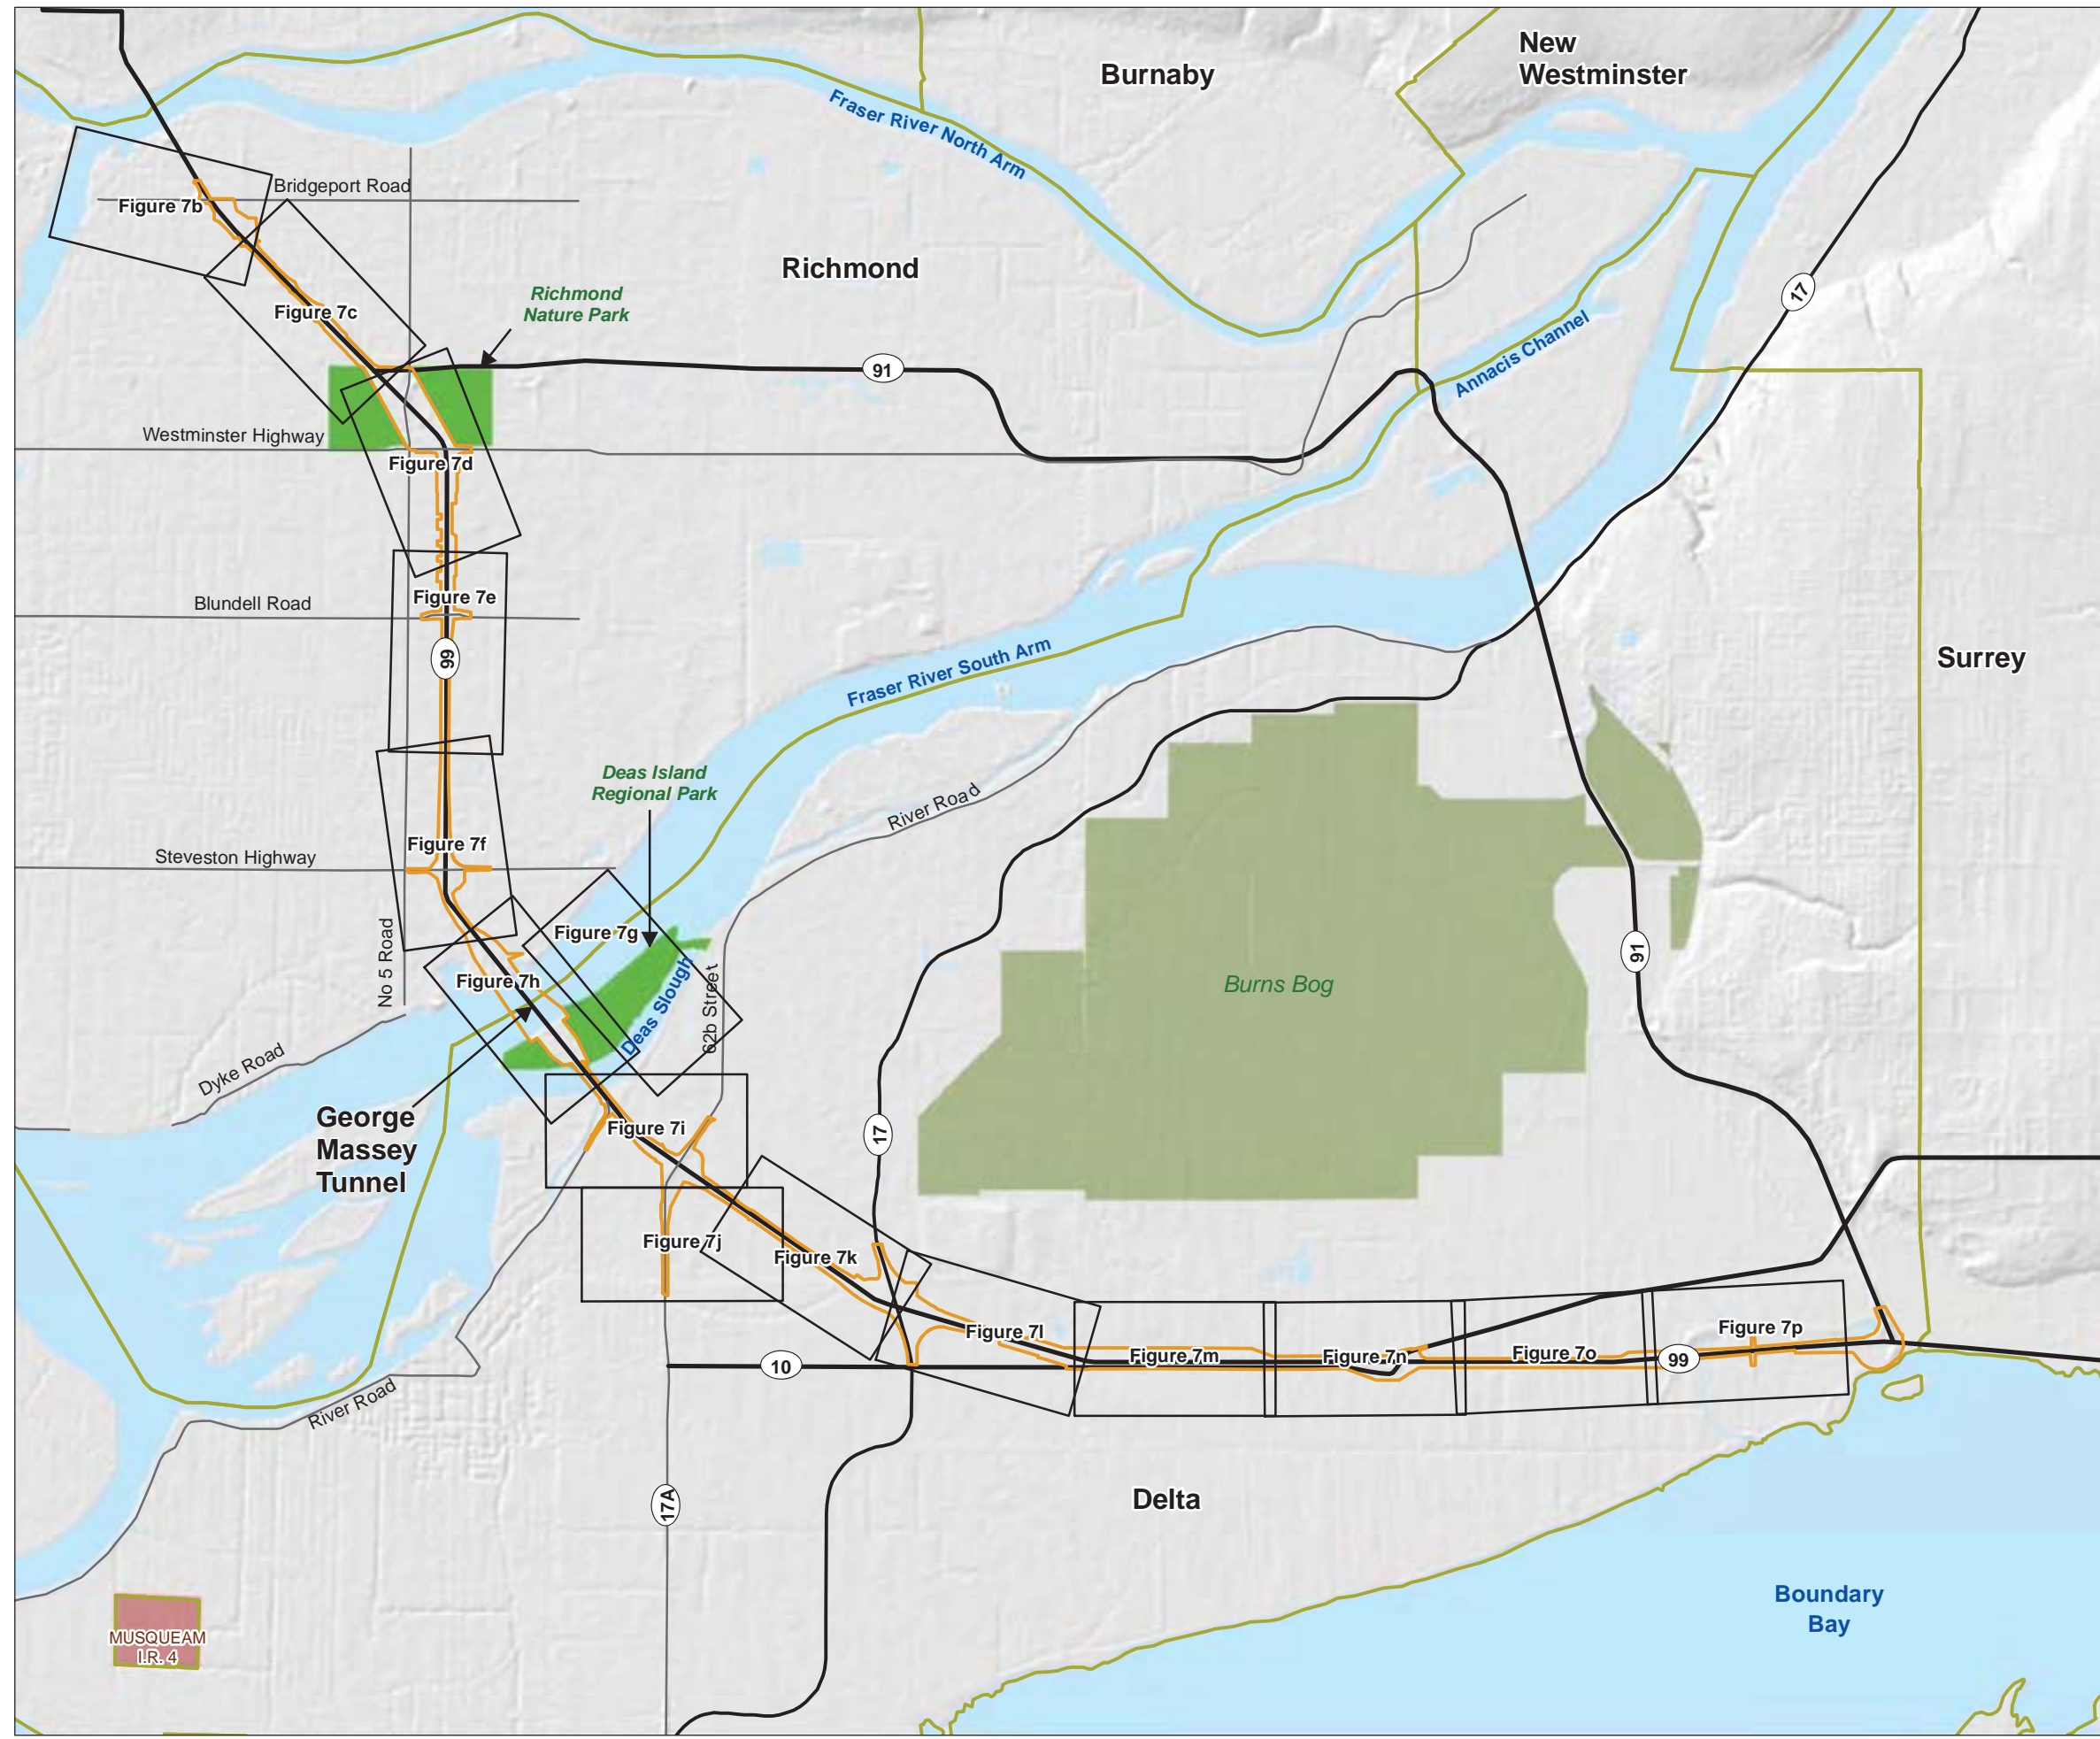 New
Westminster
Burnaby
Fraser River North Arm
Bridgeport Road
Figure 7b
Richmond
Richmond
Nature Park
17
Figure 7c
Annacis Channel
91
Westminster Highway
Figure 7d
Blundell Road
Figure 7e
99
Fraser River South Arm
Surrey
Deas Island
Regional Park
River Road
Figure 7f
Steveston Highway
Figure 7g
No 5 Road
Figure 7h
Deas Slough
62b Street
91
Burns Bog
Dyke Road
George
Massey
Tunnel
Figure 7i
17
Figure 7j
Figure 7k
Figure 7l
Figure 7m
Figure 7n
Figure 7o
99
Figure 7p
10
River Road
17A
Delta
Boundary
Bay
MUSQUEAM
I.R. 4